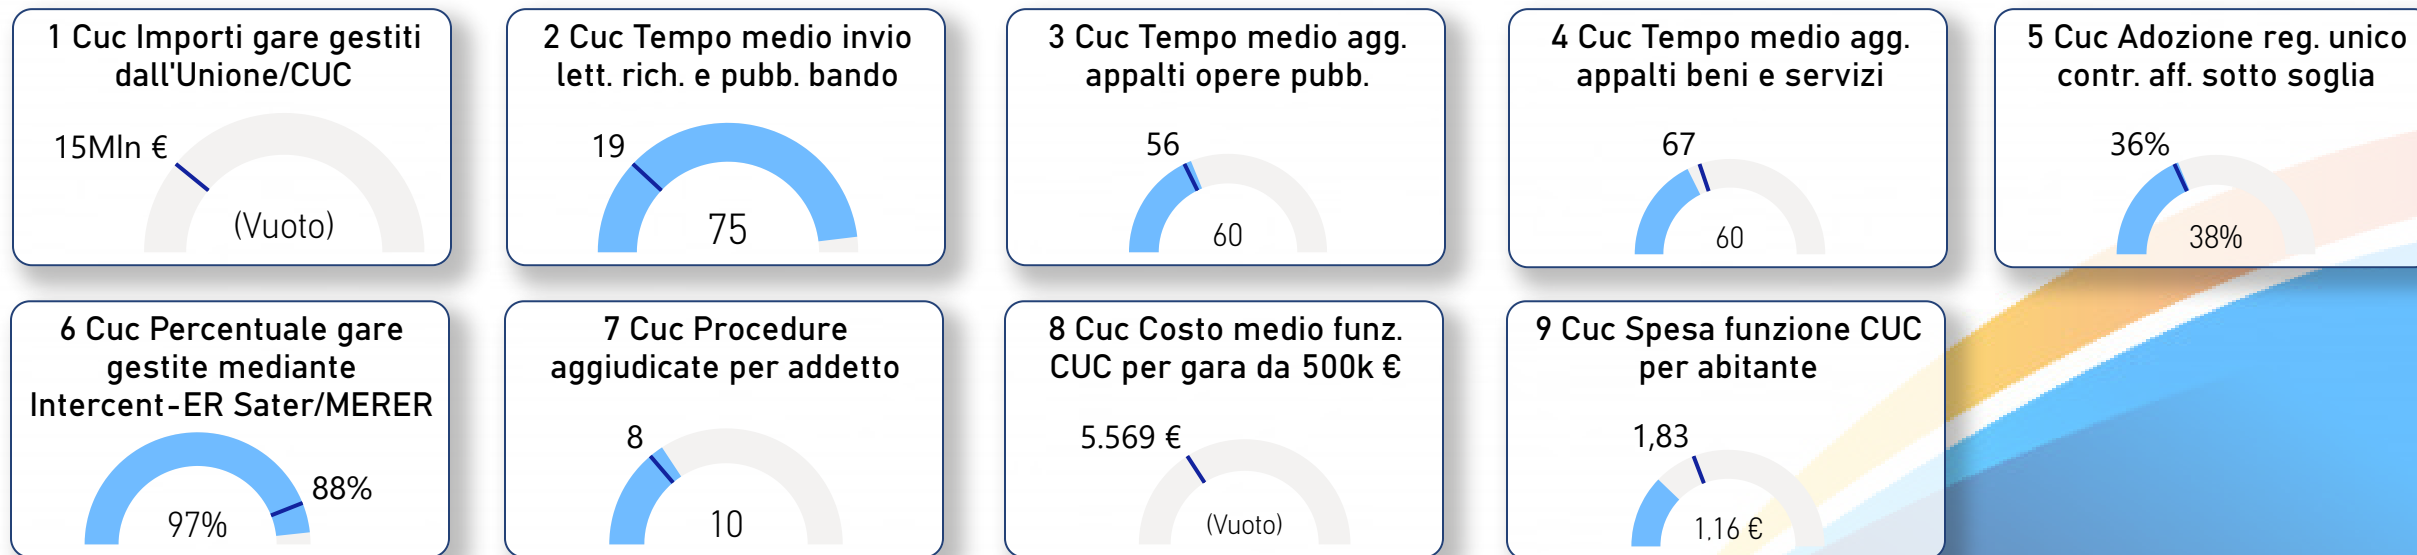 1 Cuc Importi gare gestiti
dall'Unione/CUC
15Mln €
(Vuoto)
2 Cuc Tempo medio invio
lett. rich. e pubb. bando
19
75
3 Cuc Tempo medio agg.
appalti opere pubb.
56
60
4 Cuc Tempo medio agg.
appalti beni e servizi
67
60
5 Cuc Adozione reg. unico
contr. aff. sotto soglia
36%
38%
6 Cuc Percentuale gare
gestite mediante
Intercent-ER Sater/MERER
88%
97%
7 Cuc Procedure
aggiudicate per addetto
8
10
8 Cuc Costo medio funz.
CUC per gara da 500k €
5.569 €
(Vuoto)
9 Cuc Spesa funzione CUC
per abitante
1,83
1,16 €